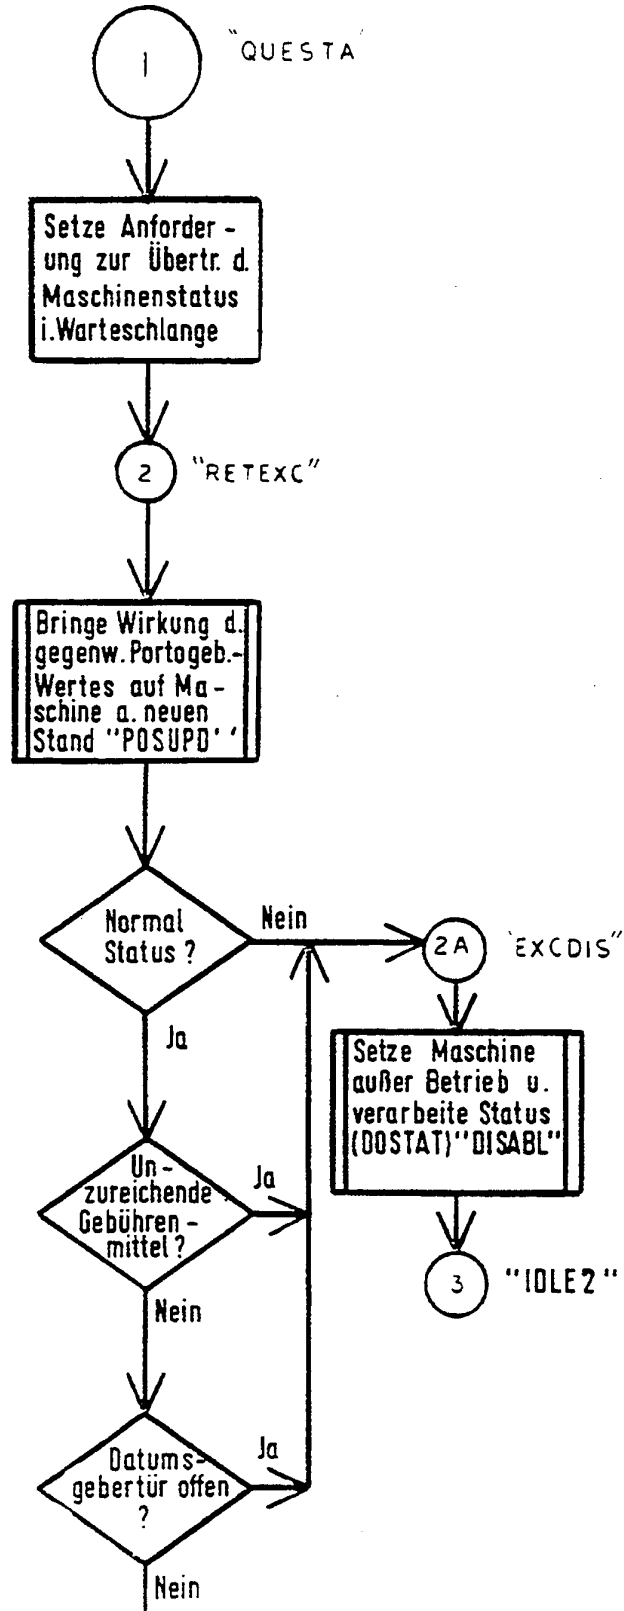 1 "QUESTA'
Setze Anforder-
ung zur Übertr. d.
Maschinenstatus
i. Warteschlange
2 "RETEXC"
Bringe Wirkung d.
gegenw. Portogeb.-
Wertes auf Ma-
schine a. neuen
Stand "POSUPD''
Normal
Status ?
Nein
Ja
2A 'EXCDIS"
Setze Maschine
außer Betrieb u.
verarbeite Status
(DOSTAT) "DISABL"
3 "IDLE2"
Un-
zureichende
Gebühren-
mittel ?
Ja
Nein
Datums-
gebertür offen
?
Ja
Nein